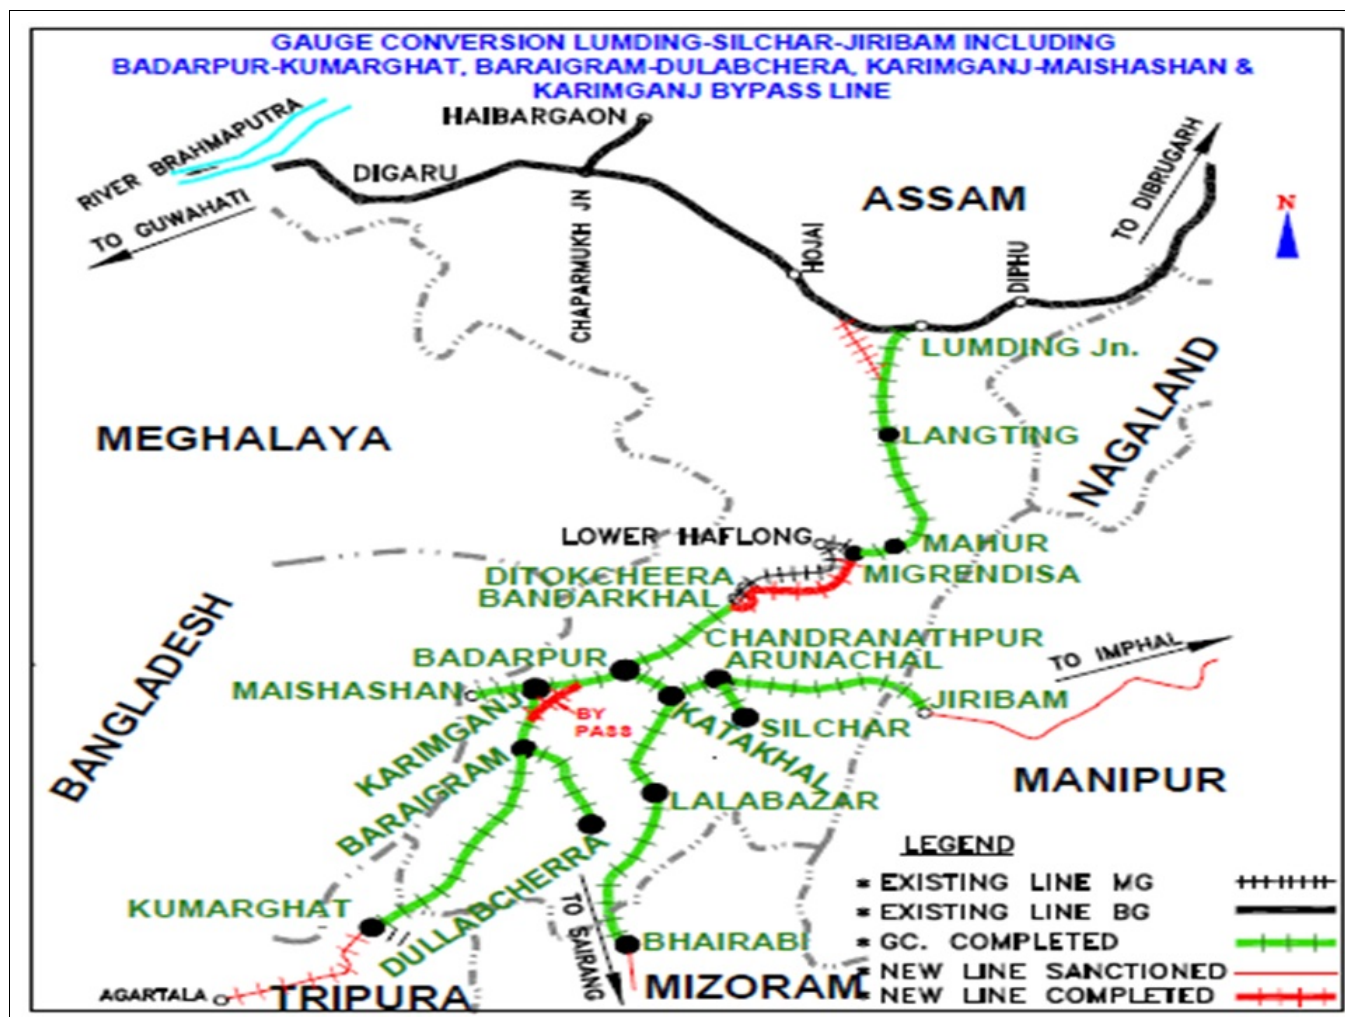 GAUGE CONVERSION LUMDING-SILCHAR-JIRIBAM INCLUDING
BADARPUR-KUMARGHAT, BARAIGRAM-DULABCHERA, KARIMGANJ-MAISHASHAN &
KARIMGANJ BYPASS LINE
RIVER BRAHMAPUTRA
HAIBARGAON
DIGARU
TO GUWAHATI
CHAPARMUKH JN
ASSAM
TO DIBRUGARH
N
HOJAI
DIPHU
LUMDING Jn.
MEGHALAYA
LANGTING
NAGALAND
LOWER HAFLONG
MAHUR
DITOKCHEERA
MIGRENDISA
BANDARKHAL
BANGLADESH
CHANDRANATHPUR
BADARPUR
ARUNACHAL
TO IMPHAL
MAISHASHAN
JIRIBAM
KARIMGANJ
BY
PASS
KATAKHAL
SILCHAR
BARAIGRAM
MANIPUR
LALABAZAR
LEGEND
* EXISTING LINE MG
* EXISTING LINE BG
* GC. COMPLETED
* NEW LINE SANCTIONED
* NEW LINE COMPLETED
KUMARGHAT
DULLABCHERRA
TO SAIRANG
BHAIRABI
AGARTALA
TRIPURA
MIZORAM